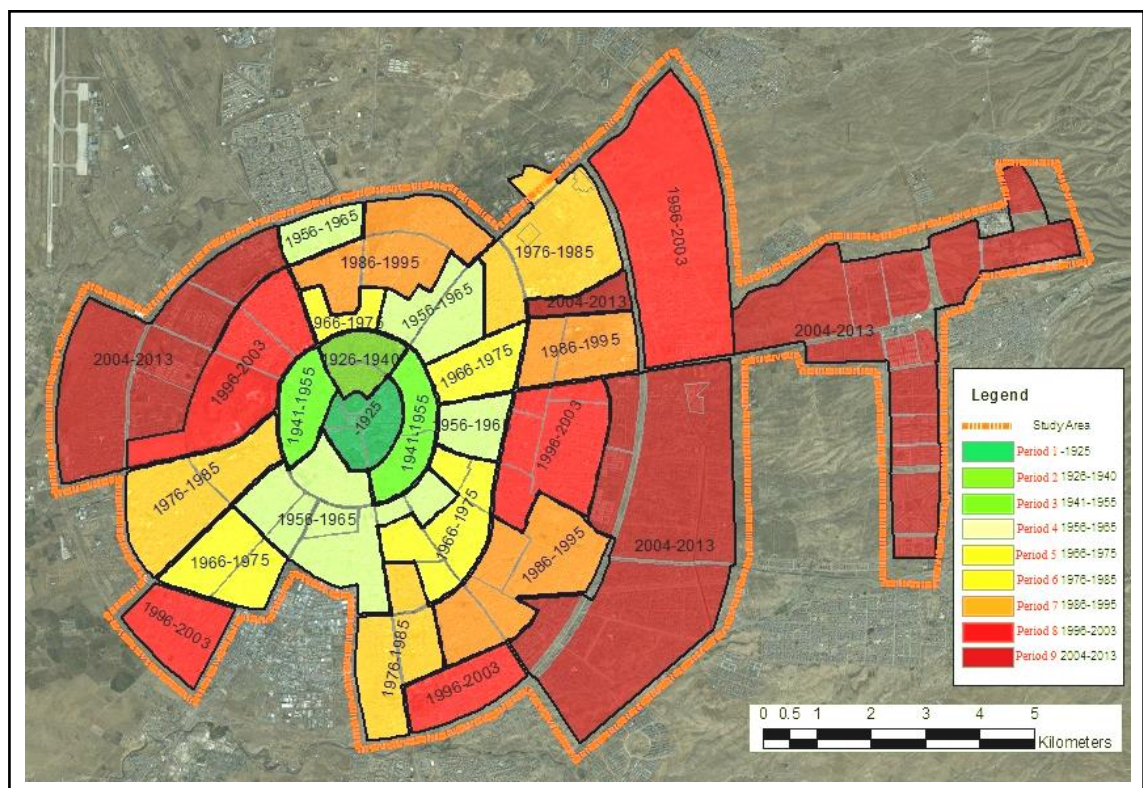 1956-1965
1986-1995
1976-1985
1996-2003
1956-1965
2004-2013
966-1975
2004-2013
2004-2013
1926-1940
1986-1995
1996-2003
1966-1975
1941-1955
-1925
1941-1955
956-196
1996-2003
1976-1985
1956-1965
1966-1975
2004-2013
1966-1975
1986-1995
1996-2003
1976-1985
1996-2003
Legend
Study Area
Period 1 -1925
Period 2 1926-1940
Period 3 1941-1955
Period 4 1956-1965
Period 5 1966-1975
Period 6 1976-1985
Period 7 1986-1995
Period 8 1996-2003
Period 9 2004-2013
0 0.5 1 2 3 4 5
Kilometers